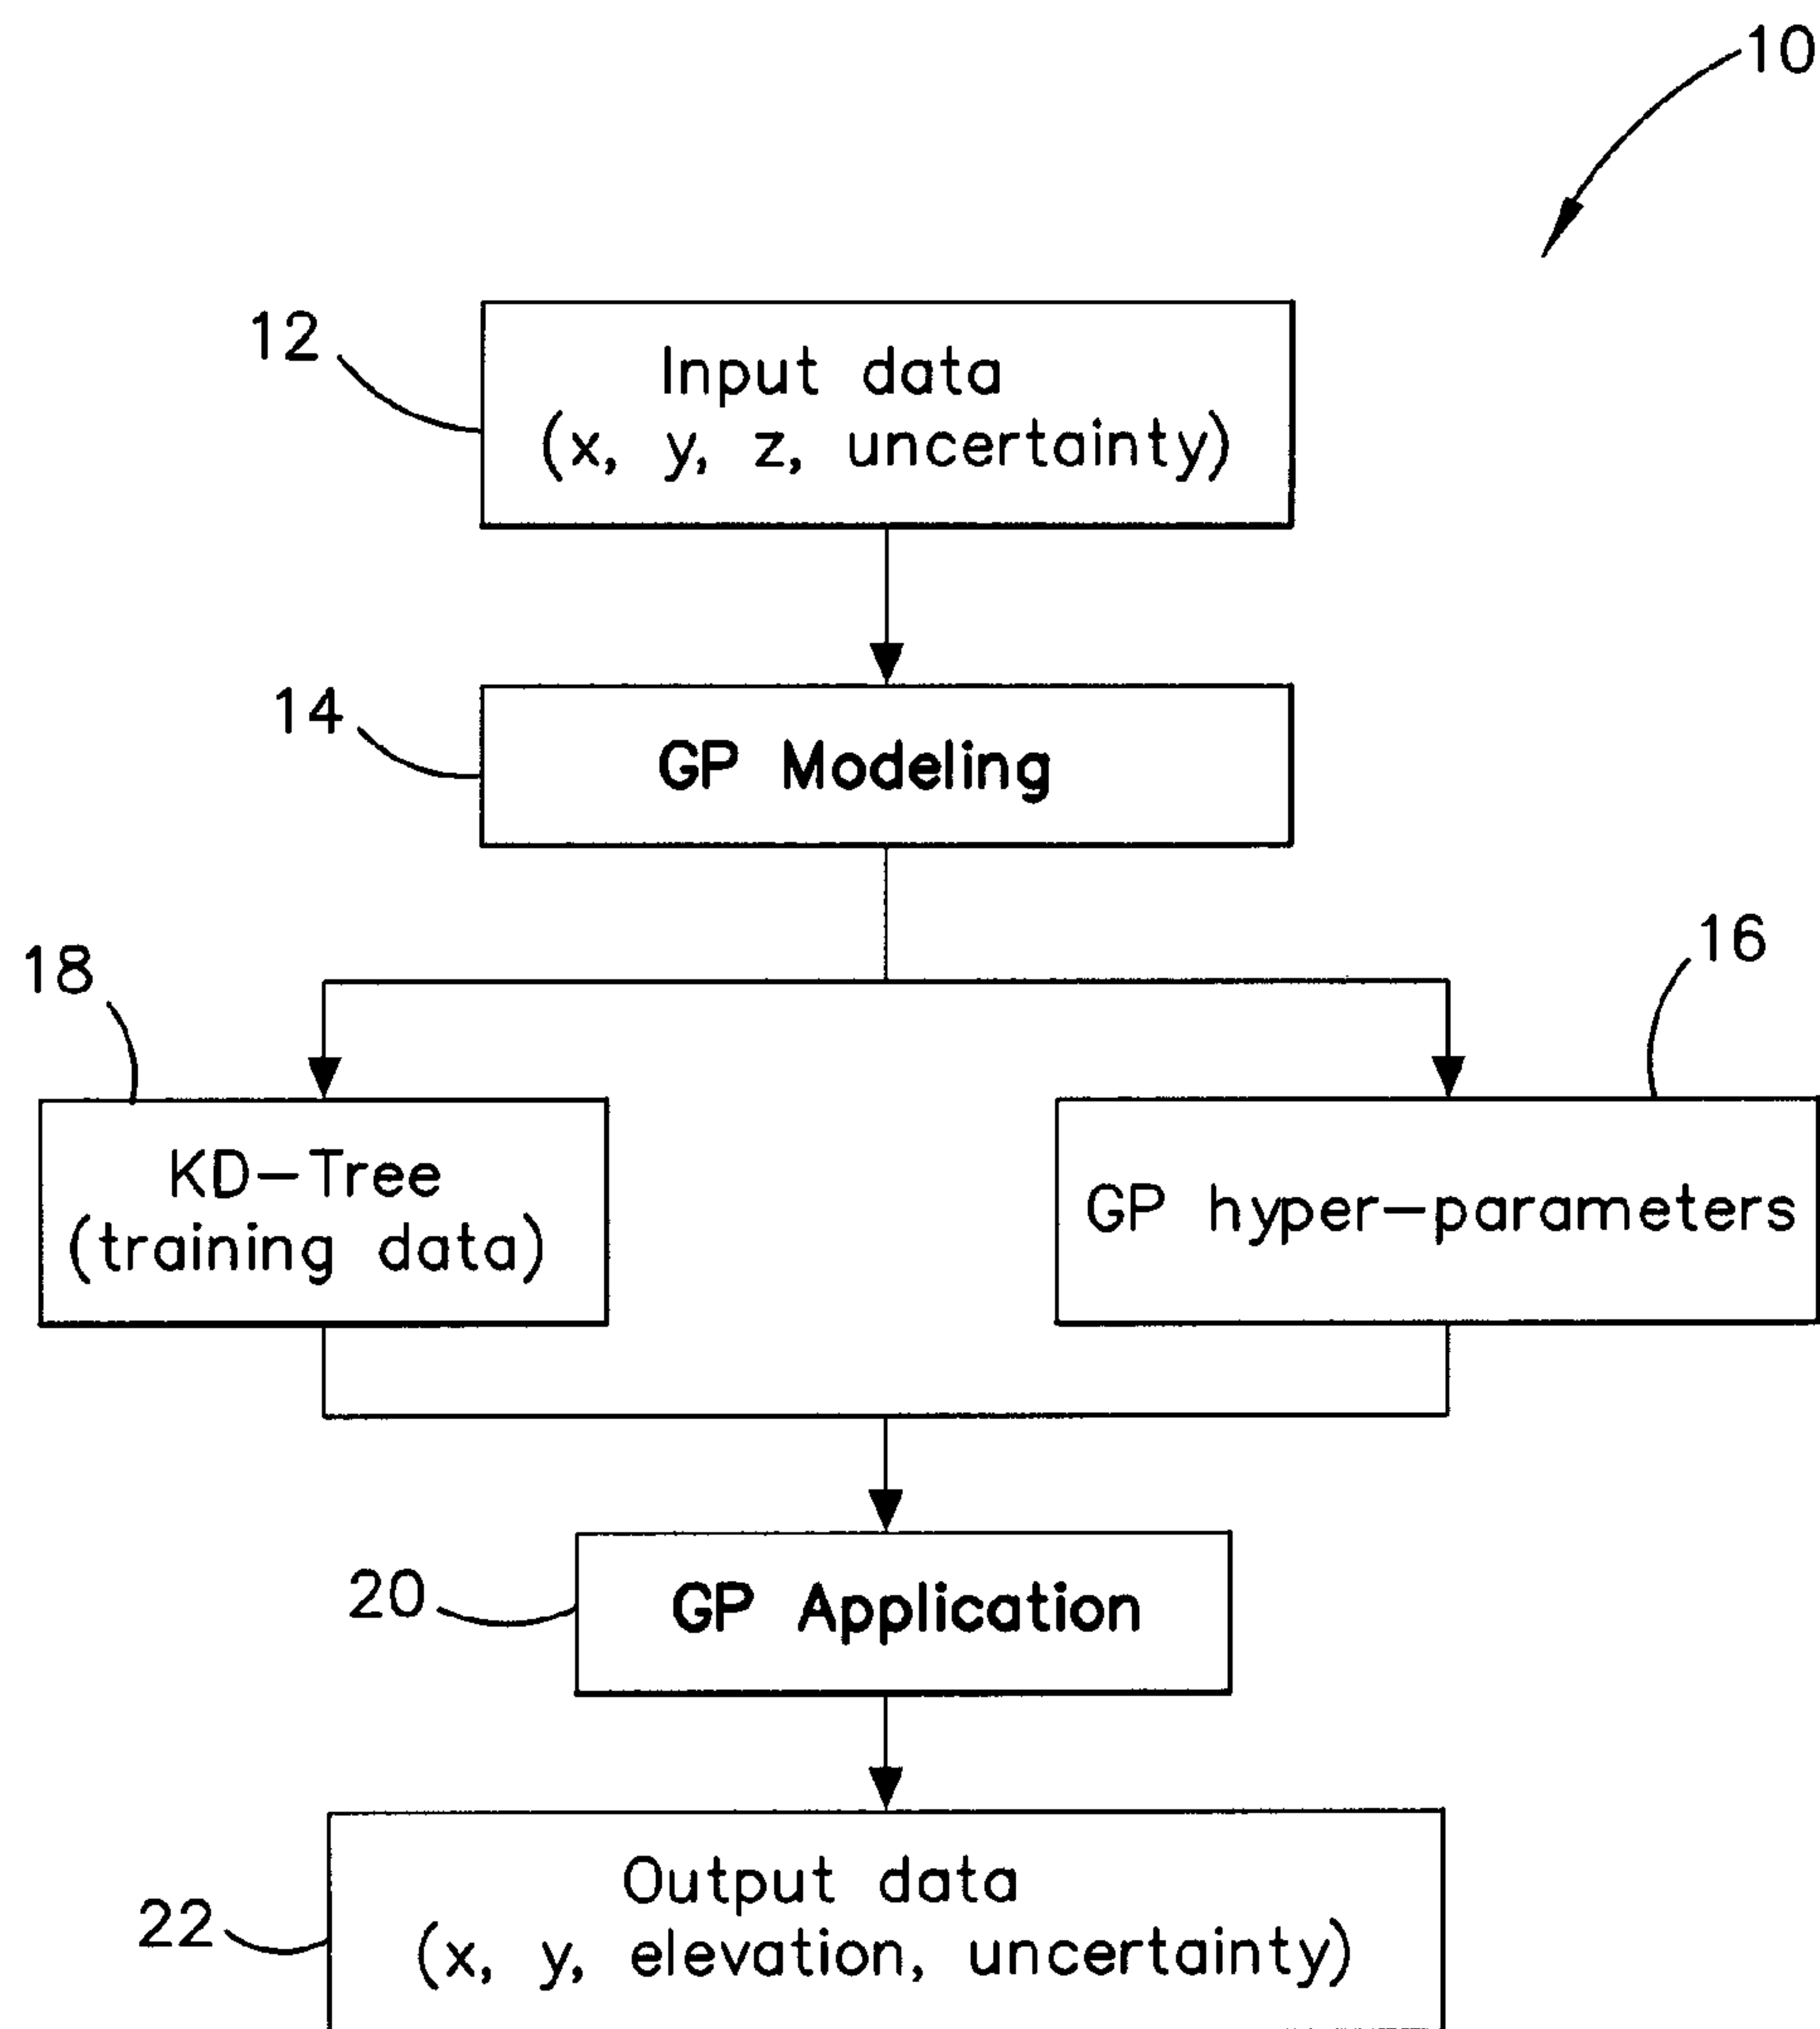 10
12
Input data
(x, y, z, uncertainty)
14
GP Modeling
18
16
KD-Tree
(training data)
GP hyper-parameters
20
GP Application
22
Output data
(x, y, elevation, uncertainty)